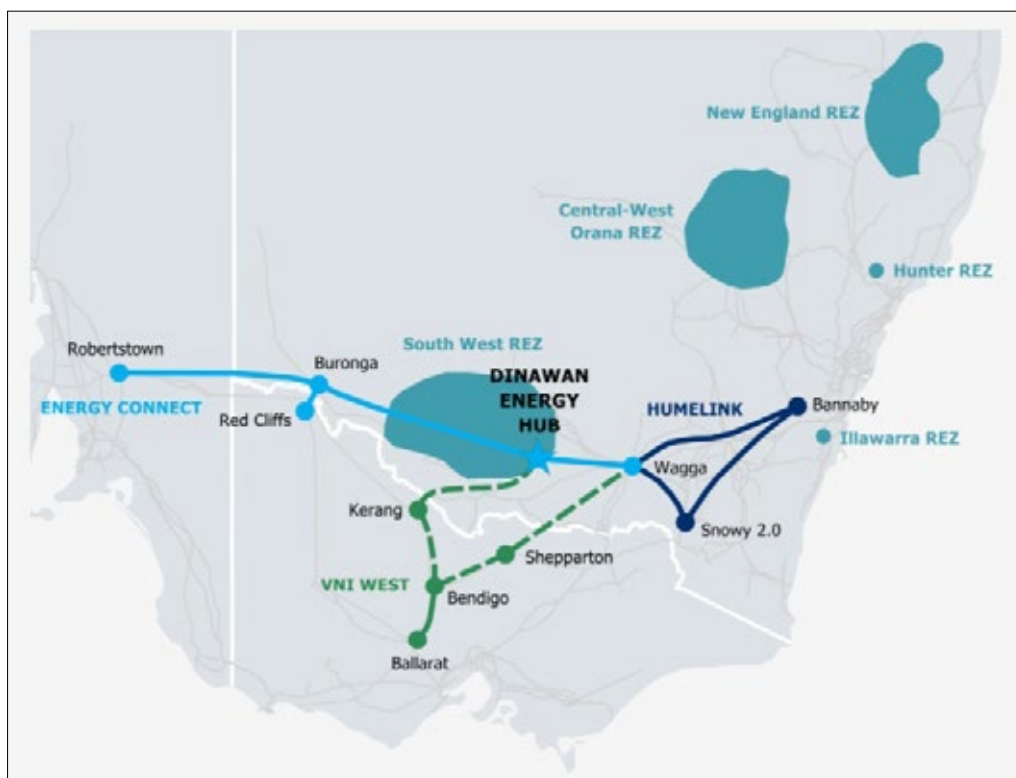 New England REZ
Central-West
Orana REZ
Hunter REZ
Robertstown
Buronga
South West REZ
DINAWAN
ENERGY
HUB
ENERGY CONNECT
Red Cliffs
HUMELINK
Bannaby
Illawarra REZ
Wagga
Kerang
Snowy 2.0
Shepparton
VNI WEST
Bendigo
Ballarat